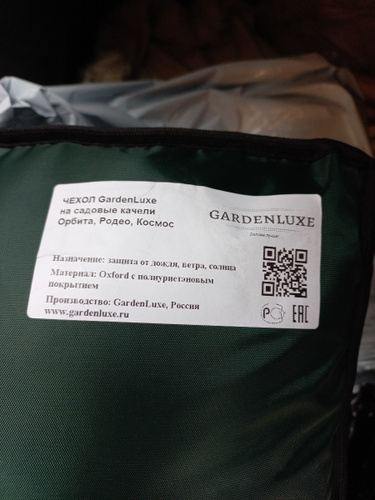 ЧЕХОЛ GardenLuxe
на садовые качели
Орбита, Родео, Космос
GARDENLUXE
Назначение: защита от дождя, ветра, солнца
Материал: Oxford с полиуретановым
покрытием
Производство: GardenLuxe, Россия
www.gardenluxe.ru
РС
EAC